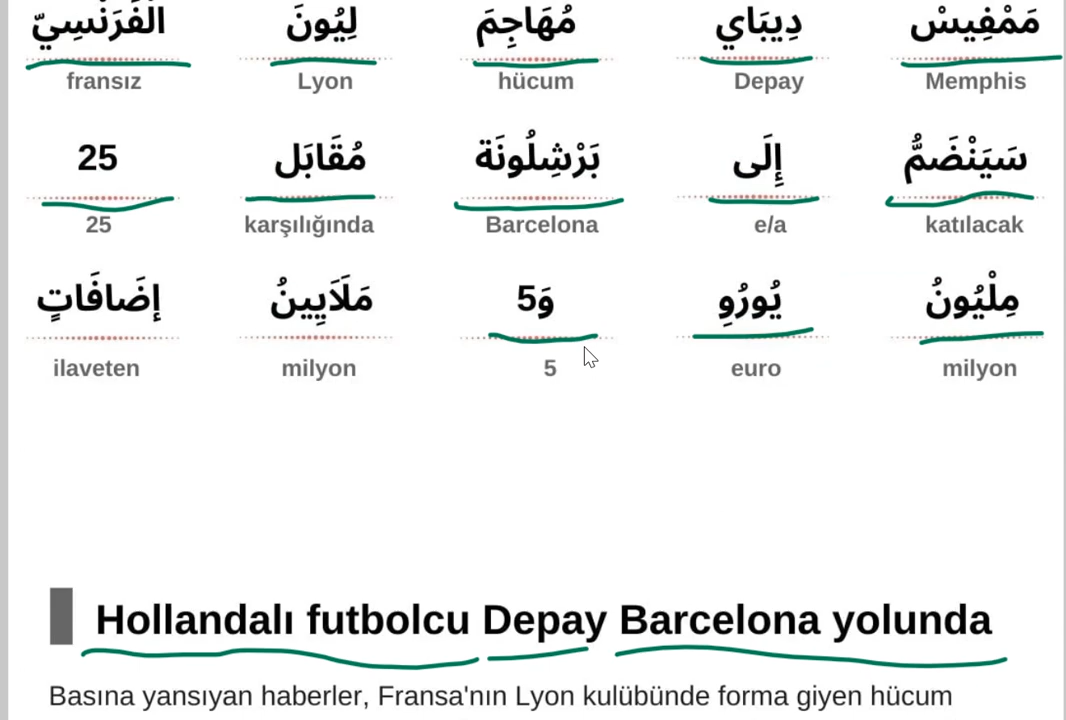 مَمْفِيسْ دِيبَاي مُهَاجِمَ لِيُونَ الْفَرَنْسِيّ
Memphis Depay hücum Lyon fransız
سَيَنْضَمُّ إِلَى بَرْشِلُونَة مُقَابَل 25
katılacak e/a Barcelona karşılığında 25
مِلْيُونُ يُورُوِ وَ5 مَلَاَيِينُ إضَافَاتٍ
milyon euro 5 milyon ilaveten
Hollandalı futbolcu Depay Barcelona yolunda
Basına yansıyan haberler, Fransa'nın Lyon kulübünde forma giyen hücum